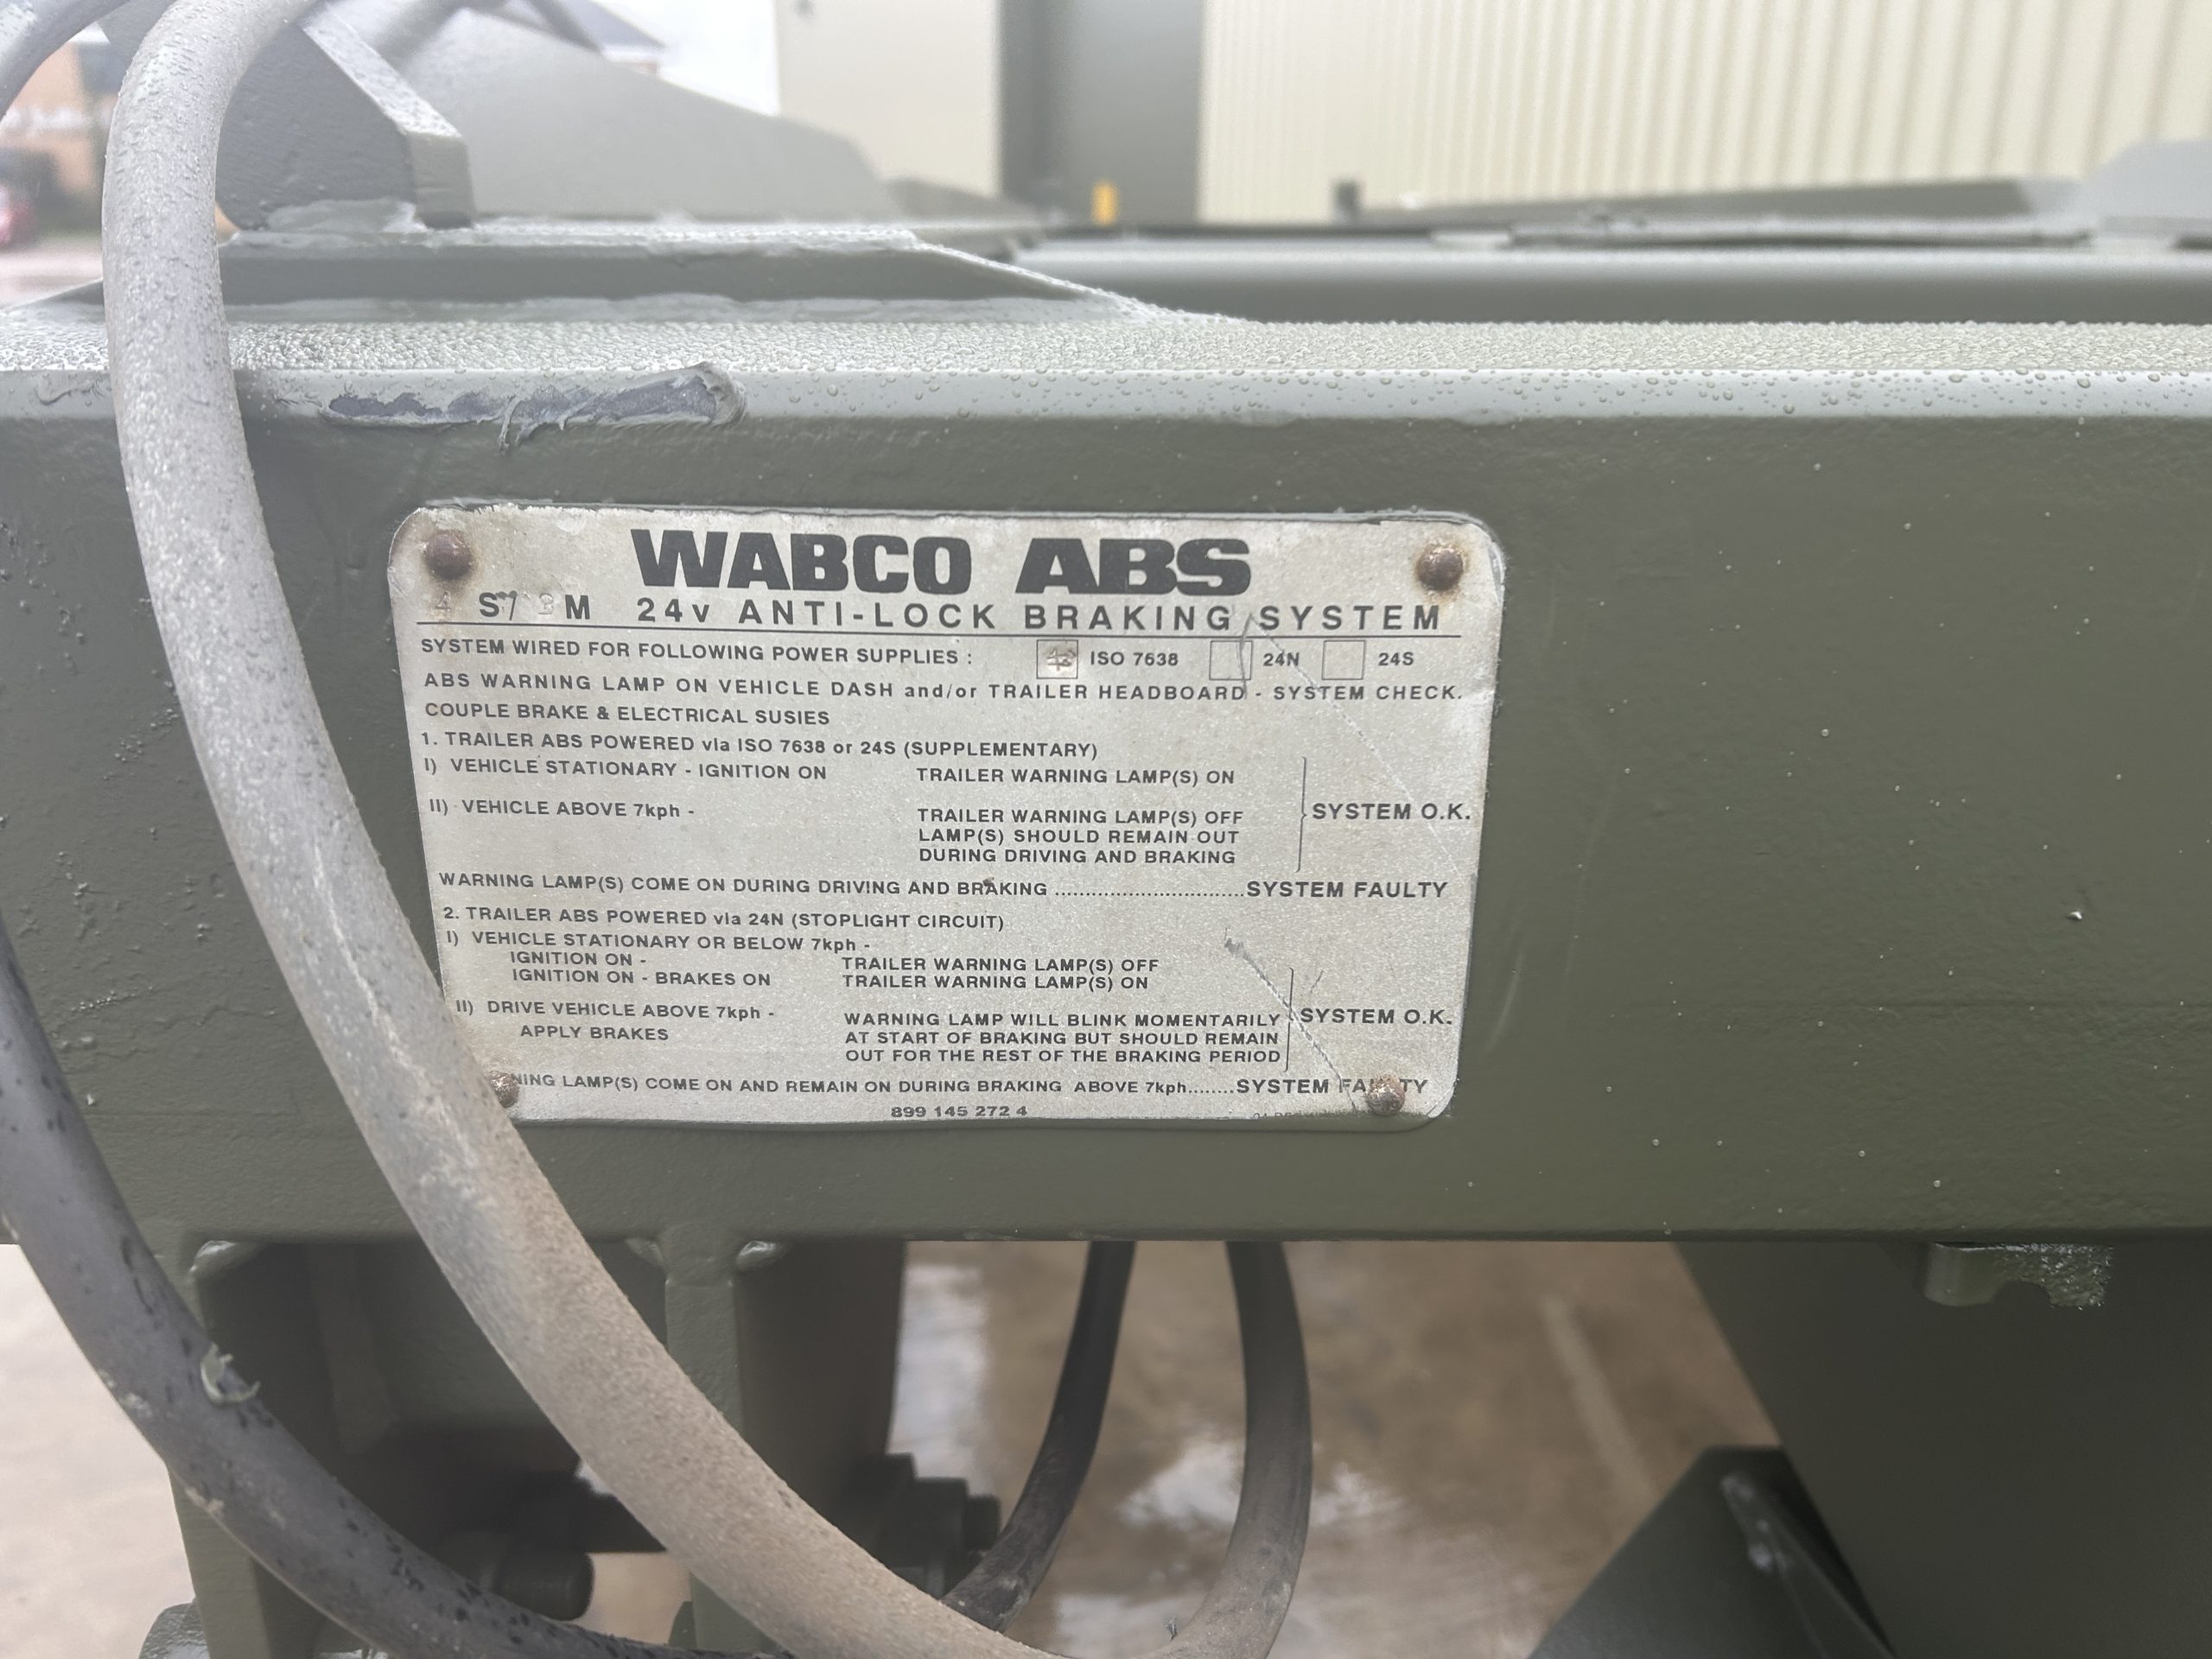 WABCO ABS
4 S/ 3 M 24v ANTI-LOCK BRAKING SYSTEM
SYSTEM WIRED FOR FOLLOWING POWER SUPPLIES : ISO 7638 24N 24S
ABS WARNING LAMP ON VEHICLE DASH and/or TRAILER HEADBOARD - SYSTEM CHECK.
COUPLE BRAKE & ELECTRICAL SUSIES
1. TRAILER ABS POWERED via ISO 7638 or 24S (SUPPLEMENTARY)
I) VEHICLE STATIONARY - IGNITION ON TRAILER WARNING LAMP(S) ON
II) VEHICLE ABOVE 7kph - TRAILER WARNING LAMP(S) OFF SYSTEM O.K.
LAMP(S) SHOULD REMAIN OUT
DURING DRIVING AND BRAKING
WARNING LAMP(S) COME ON DURING DRIVING AND BRAKING ................................SYSTEM FAULTY
2. TRAILER ABS POWERED via 24N (STOPLIGHT CIRCUIT)
I) VEHICLE STATIONARY OR BELOW 7kph -
IGNITION ON - TRAILER WARNING LAMP(S) OFF
IGNITION ON - BRAKES ON TRAILER WARNING LAMP(S) ON
II) DRIVE VEHICLE ABOVE 7kph - WARNING LAMP WILL BLINK MOMENTARILY SYSTEM O.K.
APPLY BRAKES AT START OF BRAKING BUT SHOULD REMAIN
OUT FOR THE REST OF THE BRAKING PERIOD
NING LAMP(S) COME ON AND REMAIN ON DURING BRAKING ABOVE 7kph........SYSTEM FAULTY
899 145 272 4